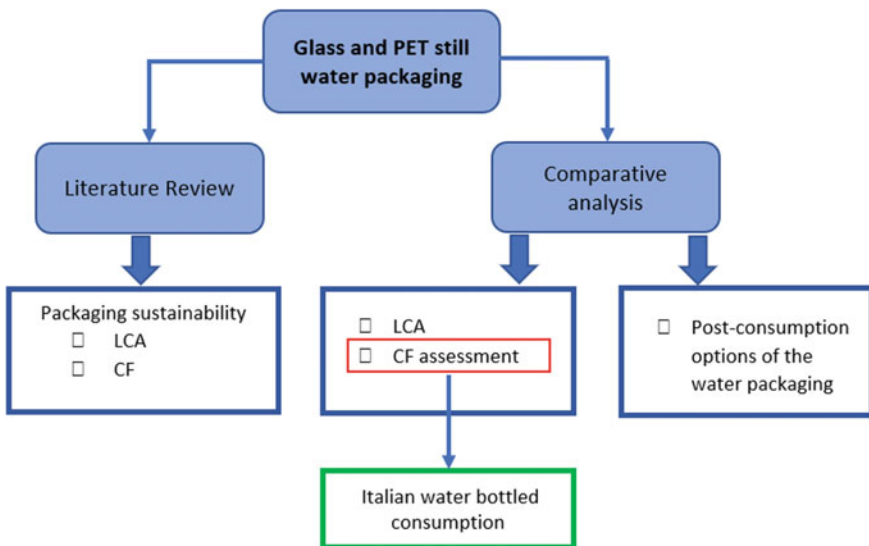 Glass and PET still
water packaging
Literature Review
Comparative
analysis
Packaging sustainability
LCA
CF
LCA
CF assessment
Post-consumption
options of the
water packaging
Italian water bottled
consumption